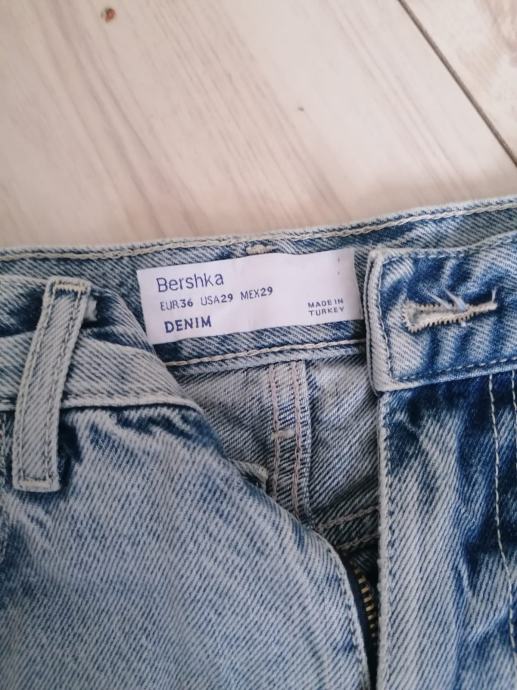 Bershka
EUR36 USA29 MEX29
DENIM
MADE IN
TURKEY